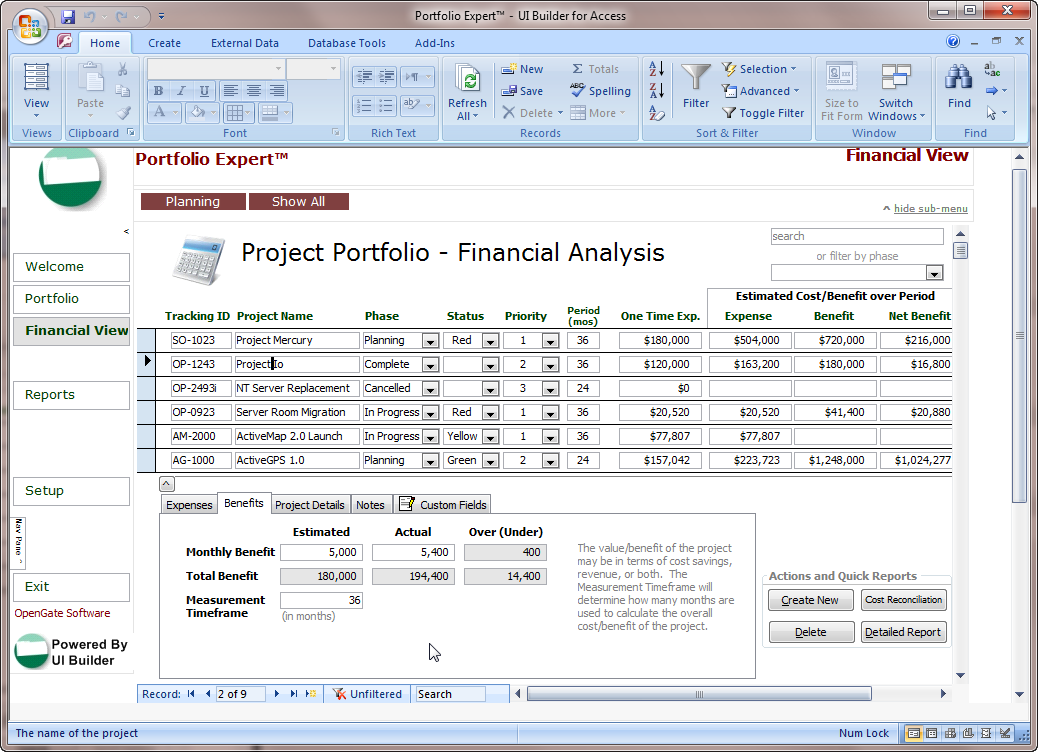 Portfolio Expert™ - UI Builder for Access
Home Create External Data Database Tools Add-Ins
View Paste B I U A Refresh All New Save Delete Totals Spelling More Filter Selection Advanced Toggle Filter Size to Fit Form Switch Windows Find
Views Clipboard Font Rich Text Records Sort & Filter Window Find
Portfolio Expert™ Financial View
Planning Show All
^ hide sub-menu
<
Welcome
Portfolio
Financial View
Reports
Setup
Nav Pane
Exit
OpenGate Software
Powered By
UI Builder
Project Portfolio - Financial Analysis
search
or filter by phase
Estimated Cost/Benefit over Period
Tracking ID Project Name Phase Status Priority Period (mos) One Time Exp. Expense Benefit Net Benefit
SO-1023 Project Mercury Planning Red 1 36 $180,000 $504,000 $720,000 $216,000
OP-1243 Project Io Complete 2 36 $120,000 $163,200 $180,000 $16,800
OP-2493i NT Server Replacement Cancelled 3 24 $0
OP-0923 Server Room Migration In Progress Red 1 36 $20,520 $20,520 $41,400 $20,880
AM-2000 ActiveMap 2.0 Launch In Progress Yellow 1 36 $77,807 $77,807
AG-1000 ActiveGPS 1.0 Planning Green 2 24 $157,042 $223,723 $1,248,000 $1,024,277
Expenses Benefits Project Details Notes Custom Fields
Estimated Actual Over (Under)
Monthly Benefit 5,000 5,400 400
Total Benefit 180,000 194,400 14,400
Measurement Timeframe 36
(in months)
The value/benefit of the project
may be in terms of cost savings,
revenue, or both. The
Measurement Timeframe will
determine how many months are
used to calculate the overall
cost/benefit of the project.
Actions and Quick Reports
Create New Cost Reconciliation
Delete Detailed Report
Record: 2 of 9 Unfiltered Search
The name of the project Num Lock